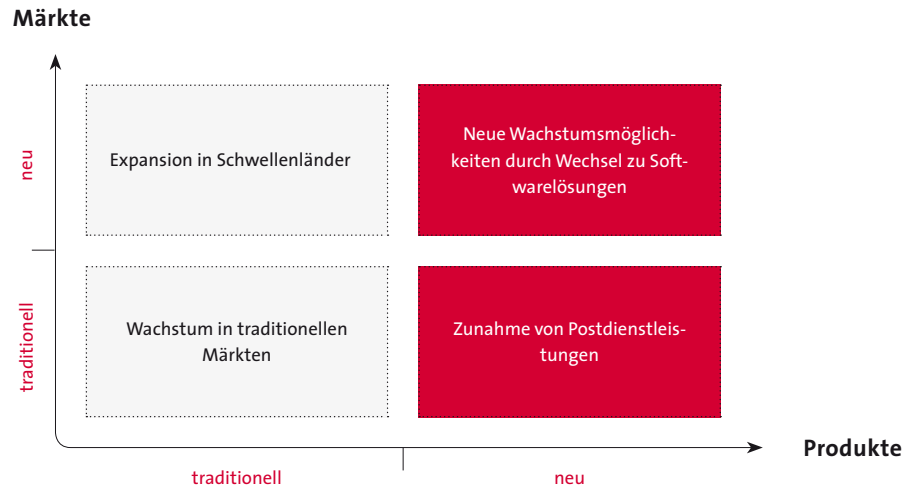 Märkte
neu
Expansion in Schwellenländer
Neue Wachstumsmöglich-
keiten durch Wechsel zu Soft-
warelösungen
traditionell
Wachstum in traditionellen
Märkten
Zunahme von Postdienstleis-
tungen
Produkte
traditionell
neu